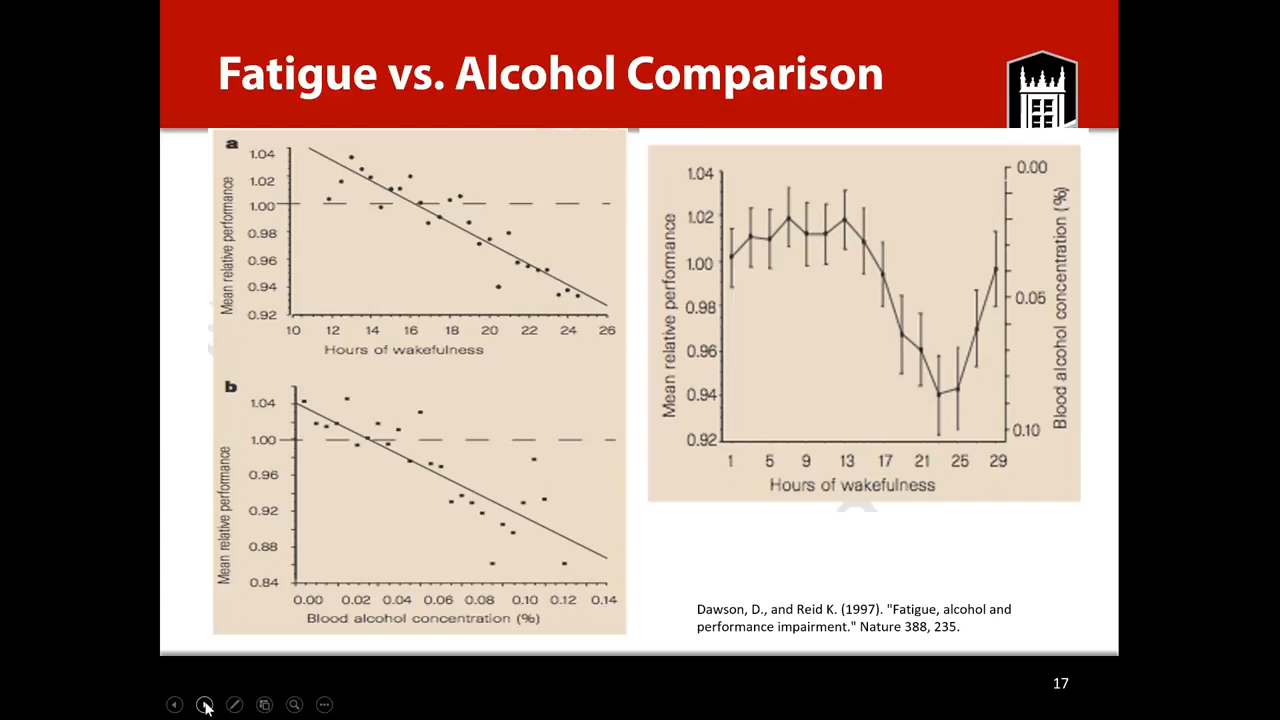 Fatigue vs. Alcohol Comparison
a
1.04
1.02
1.00
0.98
0.96
0.94
0.92
Mean relative performance
10 12 14 16 18 20 22 24 26
Hours of wakefulness
b
1.04
1.00
0.96
0.92
0.88
0.84
Mean relative performance
0.00 0.02 0.04 0.06 0.08 0.10 0.12 0.14
Blood alcohol concentration (%)
1.04
1.02
1.00
0.98
0.96
0.94
0.92
Mean relative performance
0.00
0.05
0.10
Blood alcohol concentration (%)
1 5 9 13 17 21 25 29
Hours of wakefulness
Dawson, D., and Reid K. (1997). "Fatigue, alcohol and
performance impairment." Nature 388, 235.
17